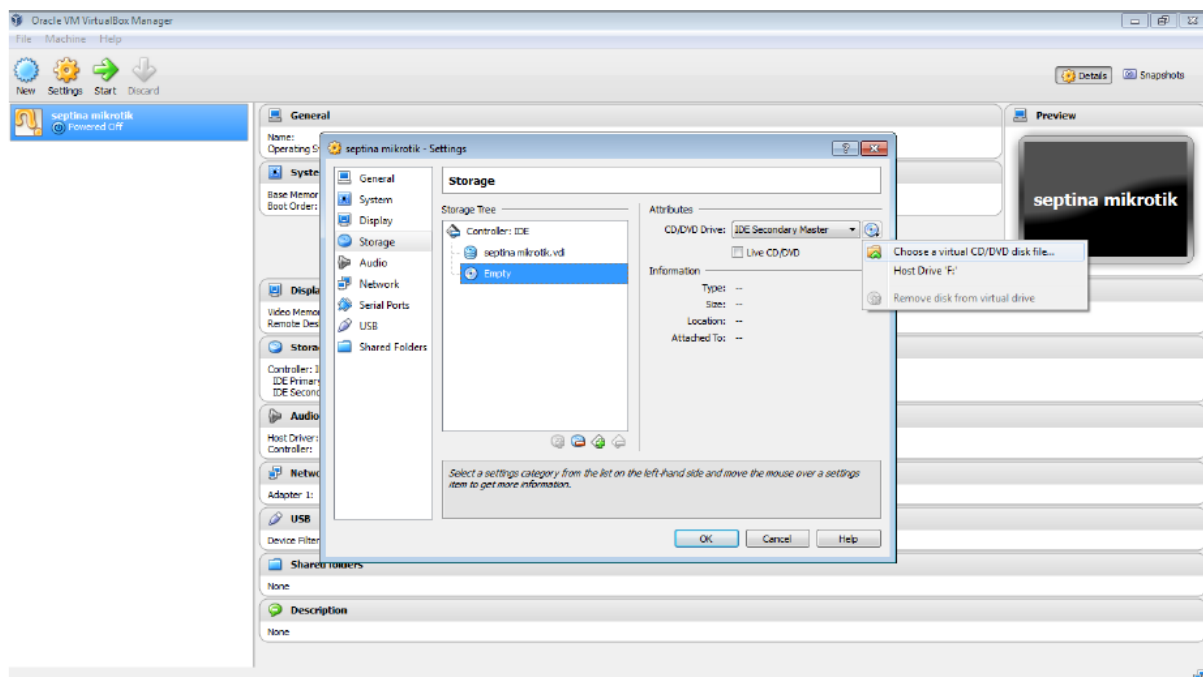 Oracle VM VirtualBox Manager
File Machine Help
New Settings Start Discard
Details Snapshots
septina mikrotik
Powered Off
General
Name:
Operating S
Preview
septina mikrotik
Syste
Base Memor
Boot Order:
Displa
Video Memo
Remote Des
Stora
Controller: I
IDE Primary
IDE Second
Audio
Host Driver:
Controller:
Netwo
Adapter 1:
USB
Device Filter
Shared folders
None
Description
None
septina mikrotik - Settings
General
System
Display
Storage
Audio
Network
Serial Ports
USB
Shared Folders
Storage
Storage Tree
Controller: IDE
septina mikrotik.vdi
Empty
Attributes
CD/DVD Drive: IDE Secondary Master
Live CD/DVD
Information
Type: --
Size: --
Location: --
Attached To: --
Choose a virtual CD/DVD disk file...
Host Drive 'F:'
Remove disk from virtual drive
Select a settings category from the list on the left-hand side and move the mouse over a settings
item to get more information.
OK Cancel Help